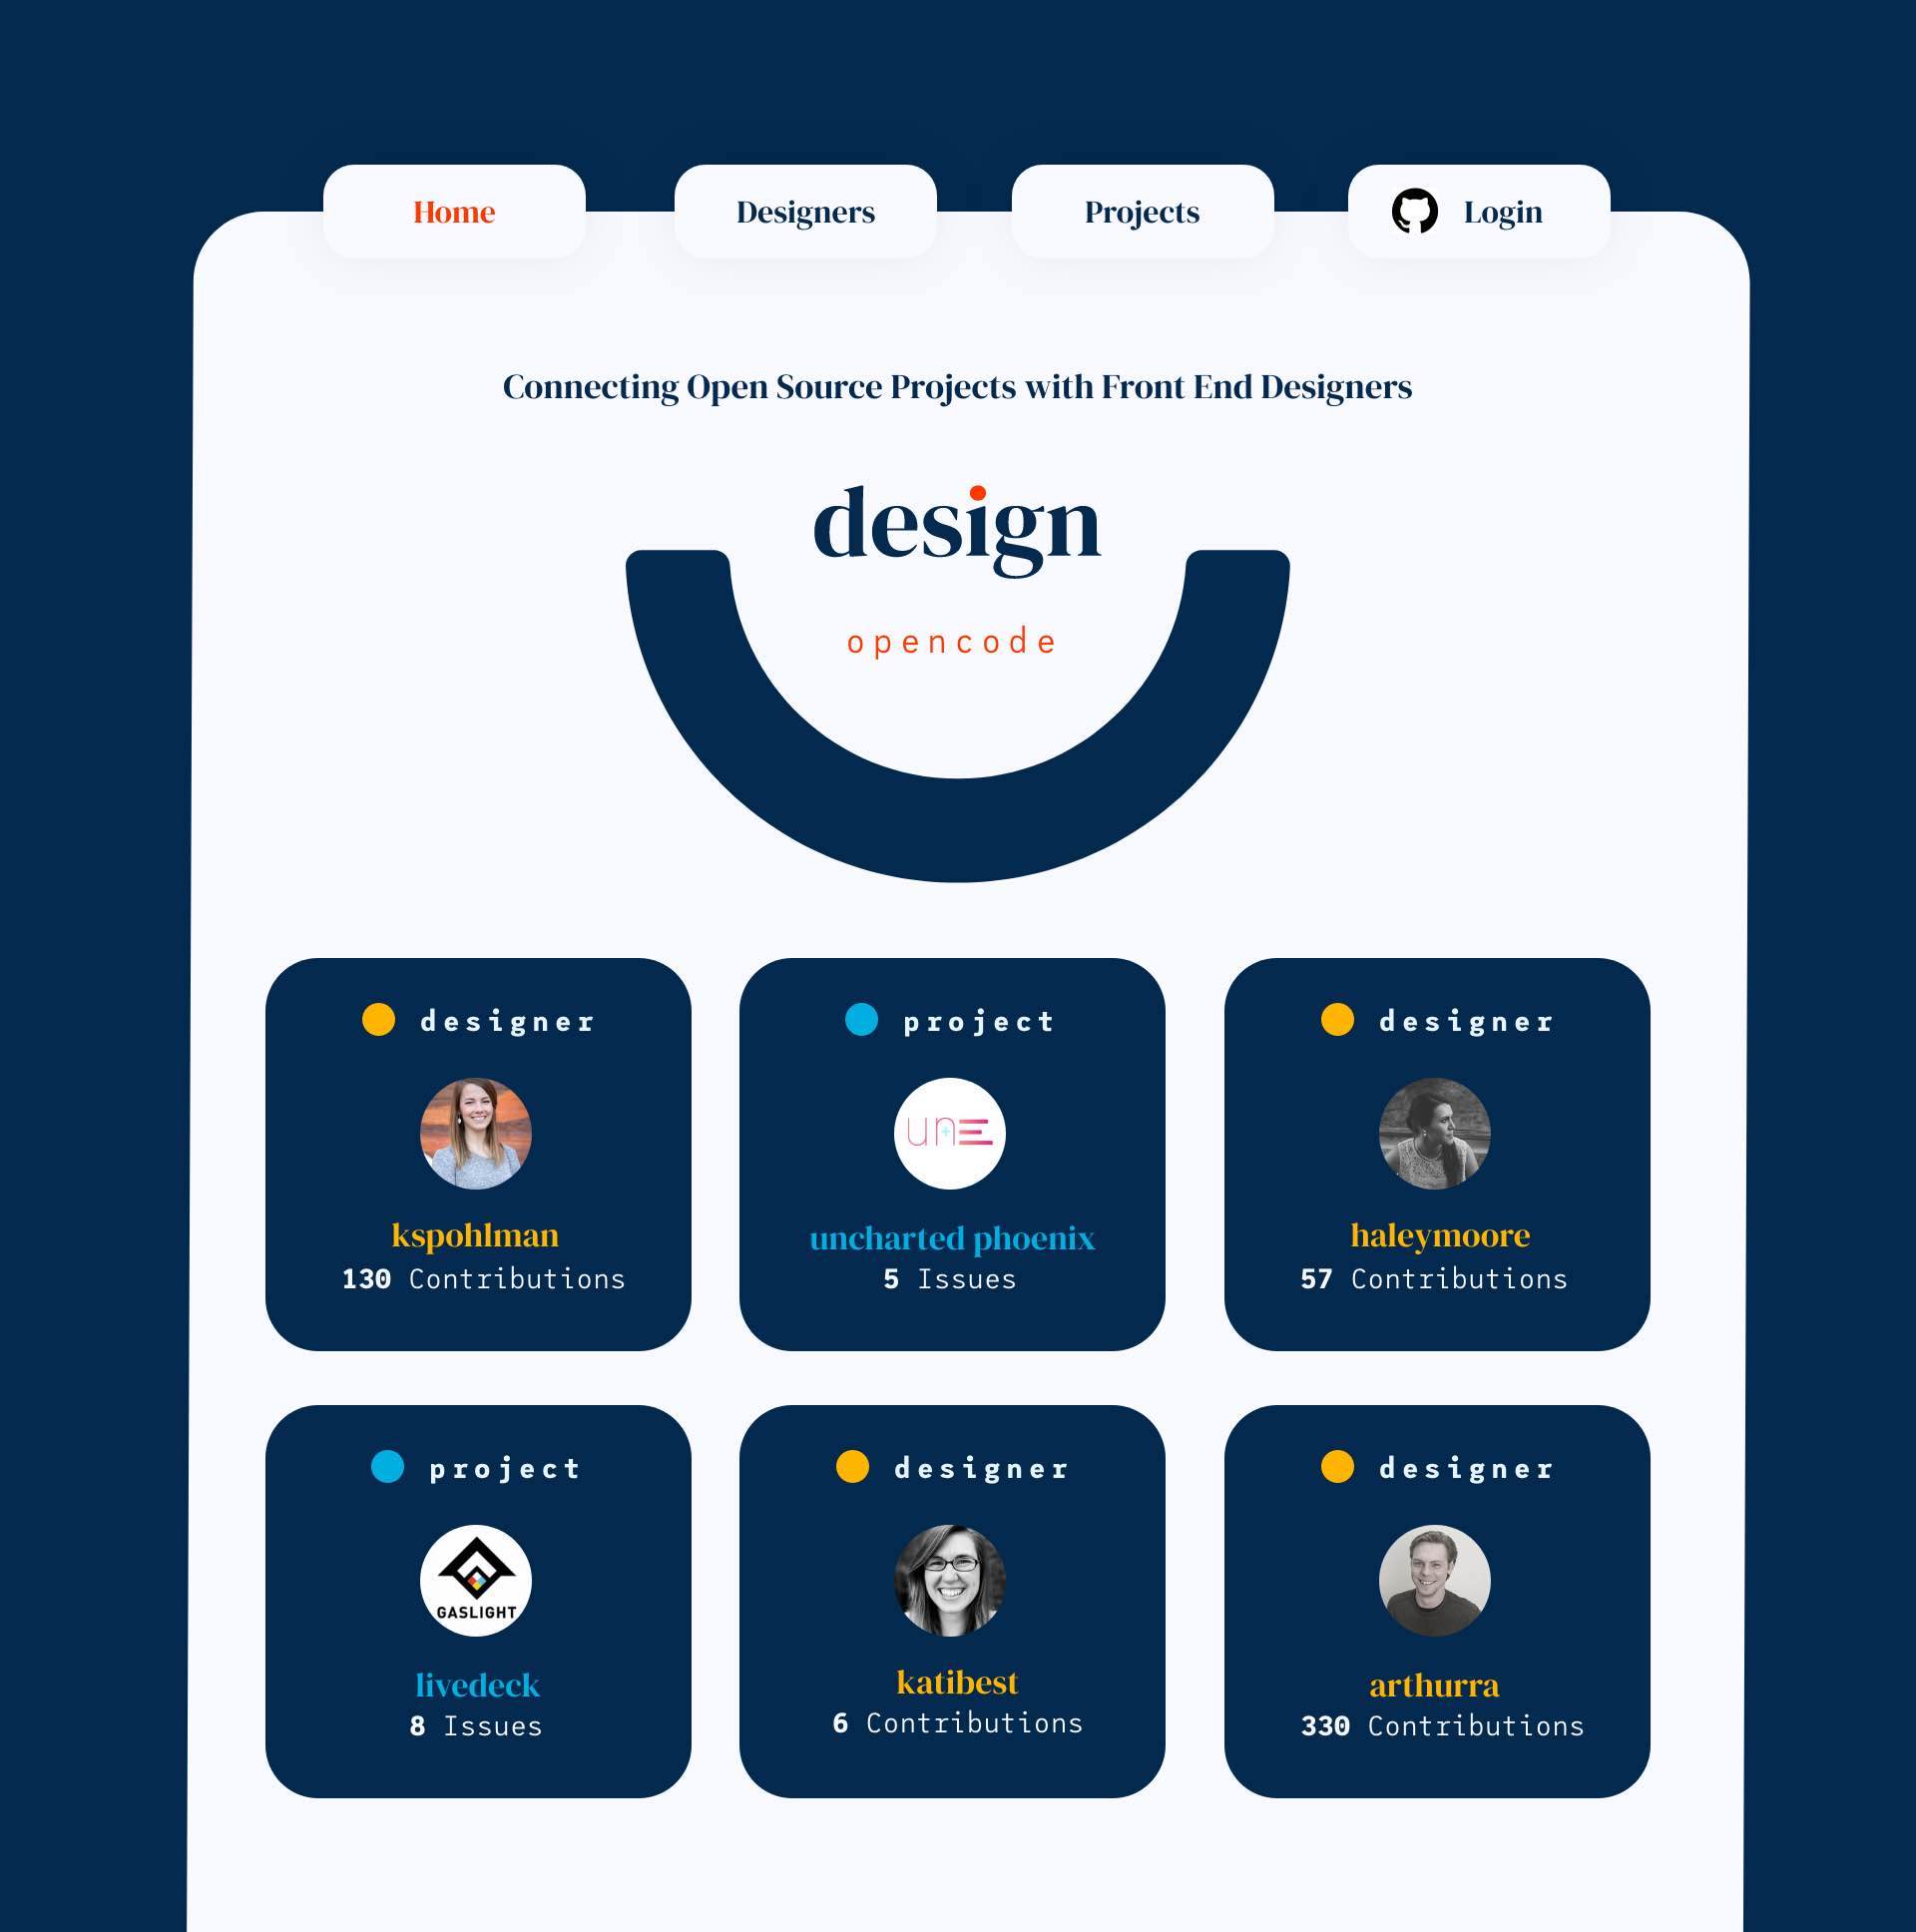 Home
Designers
Projects
Login
Connecting Open Source Projects with Front End Designers
design
opencode
designer
kspohlman
130 Contributions
project
unE
uncharted phoenix
5 Issues
designer
haleymoore
57 Contributions
project
GASLIGHT
livedeck
8 Issues
designer
katibest
6 Contributions
designer
arthurra
330 Contributions